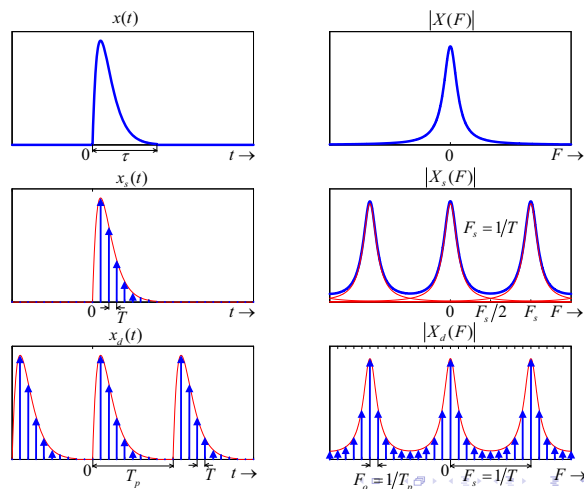 x(t)
|X(F)|
0
τ
t →
0
F →
x_s(t)
|X_s(F)|
F_s = 1/T
0
T
t →
0
F_s/2
F_s
F →
x_d(t)
|X_d(F)|
0
T_p
T
t →
F_o = 1/T_p
0
F_s = 1/T
F →